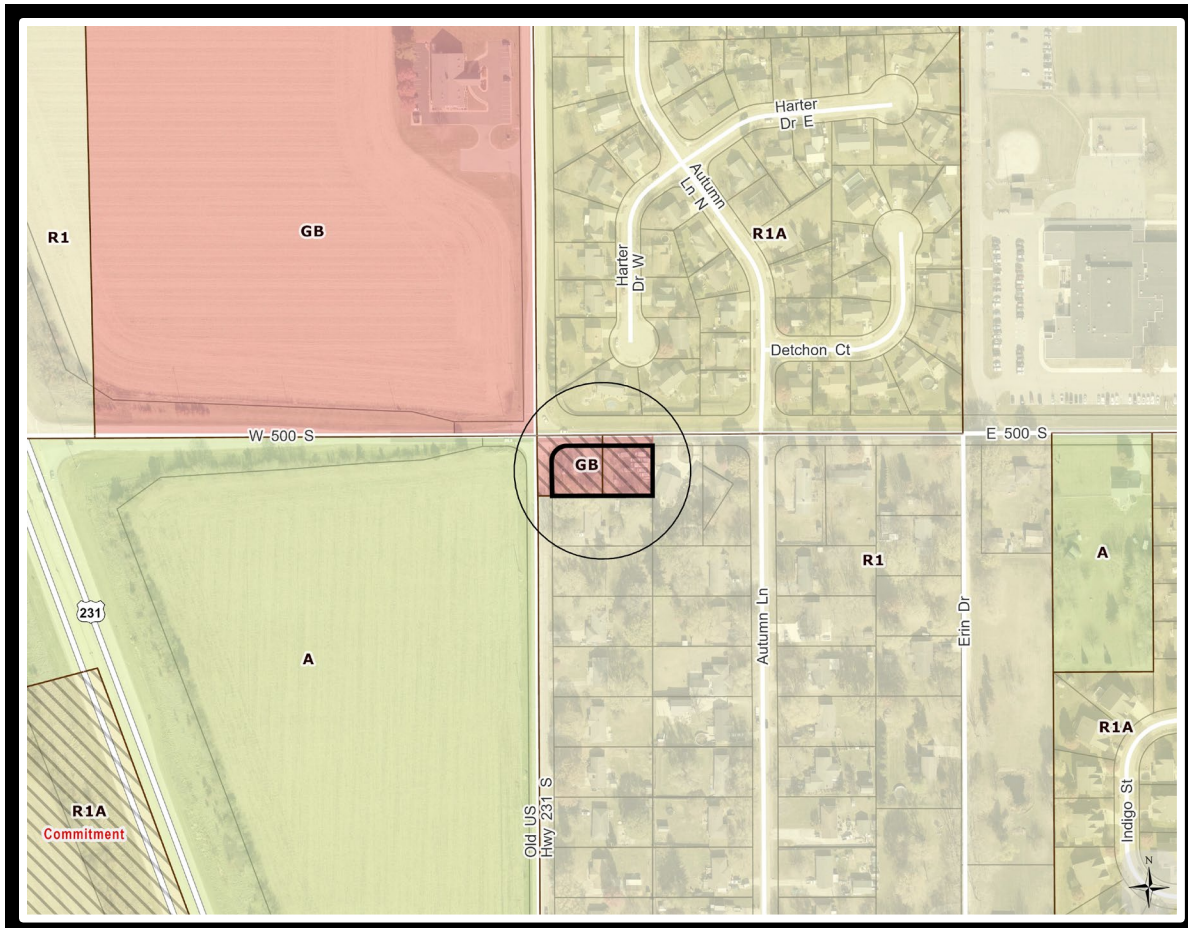 Harter
Dr E
Autumn
Ln N
R1
GB
R1A
Harter
Dr W
Detchon Ct
W 500 S
E 500 S
GB
R1
A
231
Autumn Ln
Erin Dr
A
R1A
R1A
Commitment
Old US
Hwy 231 S
Indigo St
N